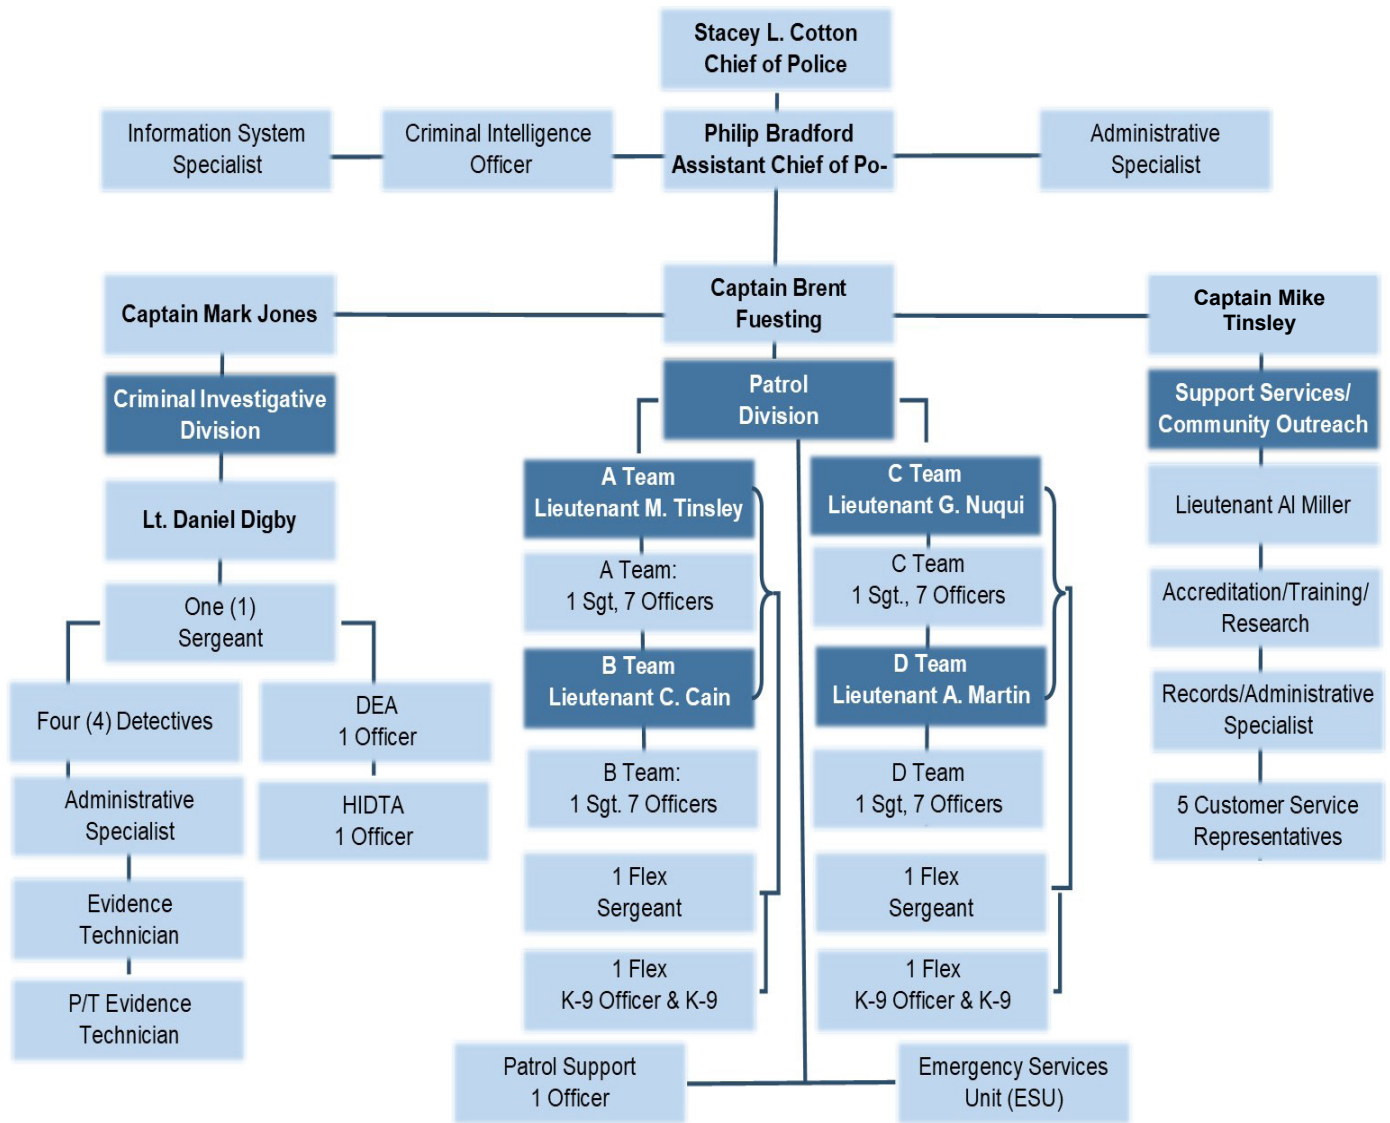 Stacey L. Cotton
Chief of Police
Information System
Specialist
Criminal Intelligence
Officer
Philip Bradford
Assistant Chief of Po-
Administrative
Specialist
Captain Mark Jones
Captain Brent
Fuesting
Captain Mike
Tinsley
Criminal Investigative
Division
Patrol
Division
Support Services/
Community Outreach
Lt. Daniel Digby
A Team
Lieutenant M. Tinsley
C Team
Lieutenant G. Nuqui
Lieutenant Al Miller
One (1)
Sergeant
A Team:
1 Sgt, 7 Officers
C Team
1 Sgt., 7 Officers
Accreditation/Training/
Research
Four (4) Detectives
DEA
1 Officer
B Team
Lieutenant C. Cain
D Team
Lieutenant A. Martin
Records/Administrative
Specialist
Administrative
Specialist
HIDTA
1 Officer
B Team:
1 Sgt. 7 Officers
D Team
1 Sgt, 7 Officers
5 Customer Service
Representatives
Evidence
Technician
1 Flex
Sergeant
1 Flex
Sergeant
P/T Evidence
Technician
1 Flex
K-9 Officer & K-9
1 Flex
K-9 Officer & K-9
Patrol Support
1 Officer
Emergency Services
Unit (ESU)